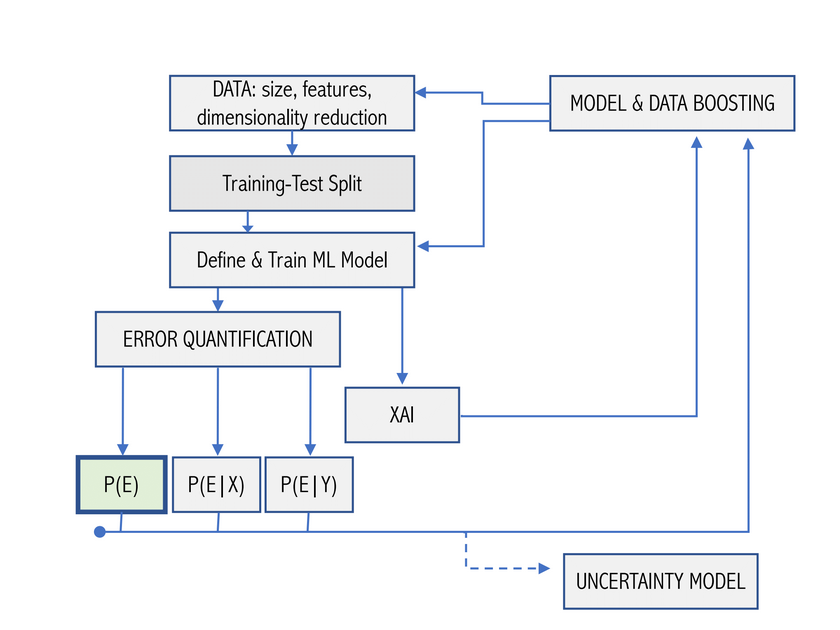 DATA: size, features,
dimensionality reduction
MODEL & DATA BOOSTING
Training-Test Split
Define & Train ML Model
ERROR QUANTIFICATION
XAI
P(E)
P(E|X)
P(E|Y)
UNCERTAINTY MODEL